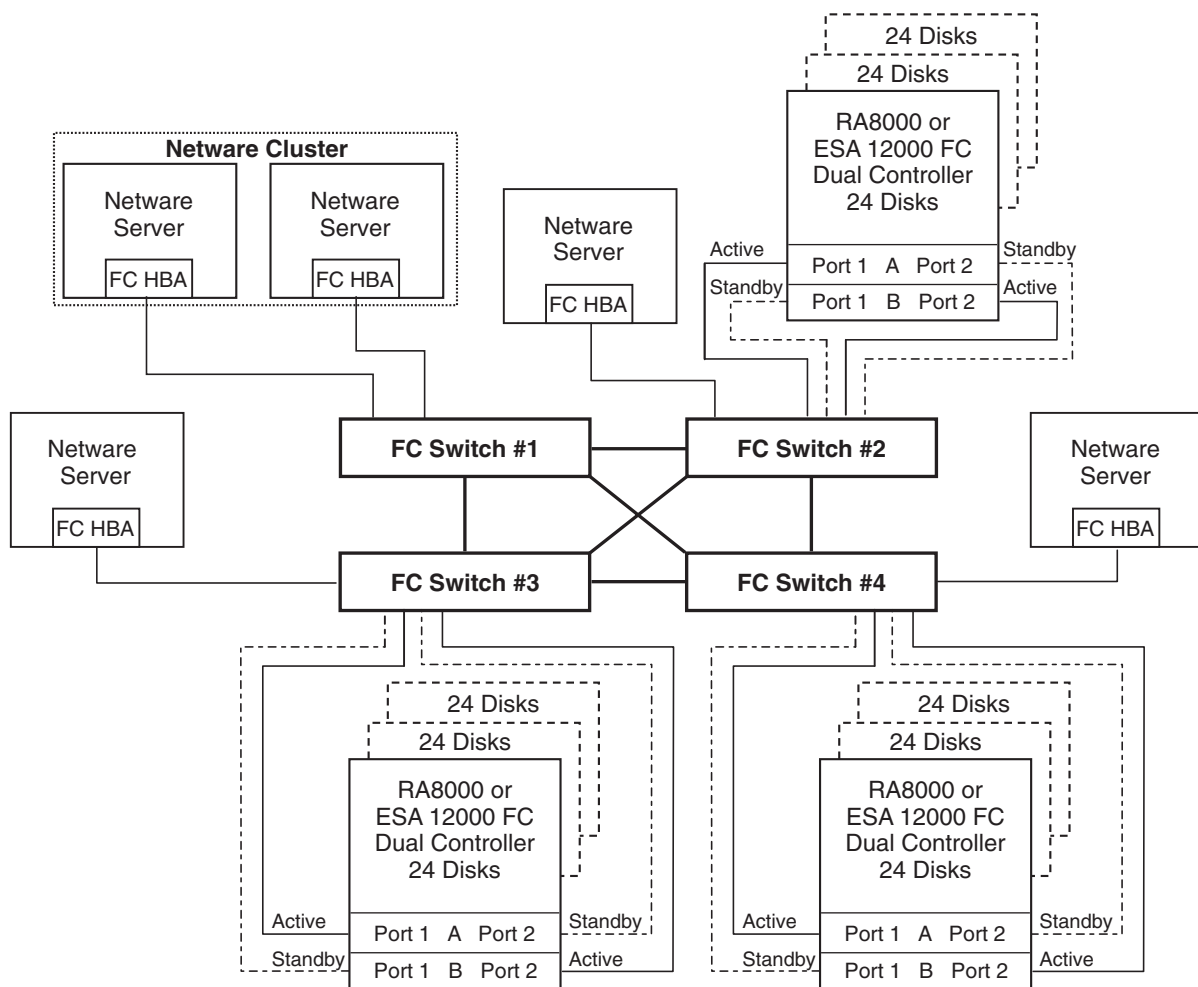 24 Disks
24 Disks
RA8000 or
ESA 12000 FC
Dual Controller
24 Disks
Active
Standby
Port 1 A Port 2
Standby
Active
Port 1 B Port 2
Netware Cluster
Netware
Server
FC HBA
Netware
Server
FC HBA
Netware
Server
FC HBA
Netware
Server
FC HBA
FC Switch #1
FC Switch #2
Netware
Server
FC HBA
FC Switch #3
FC Switch #4
24 Disks
24 Disks
RA8000 or
ESA 12000 FC
Dual Controller
24 Disks
Active
Port 1 A Port 2
Standby
Standby
Port 1 B Port 2
Active
24 Disks
24 Disks
RA8000 or
ESA 12000 FC
Dual Controller
24 Disks
Active
Port 1 A Port 2
Standby
Standby
Port 1 B Port 2
Active